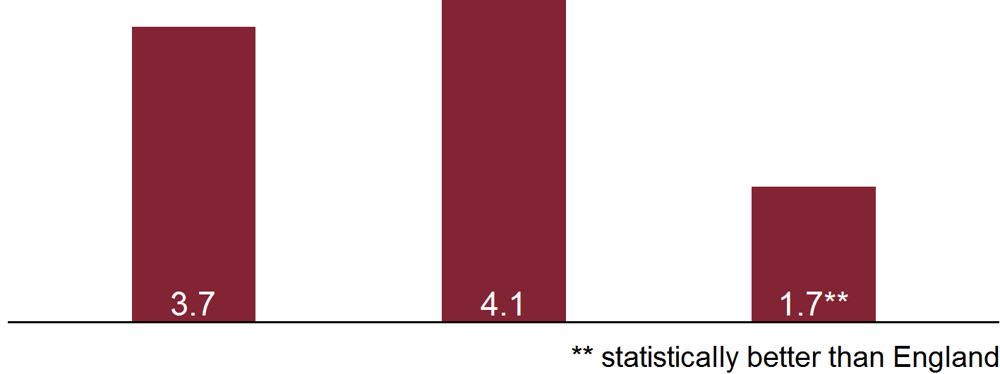 3.7 4.1 1.7**
** statistically better than England